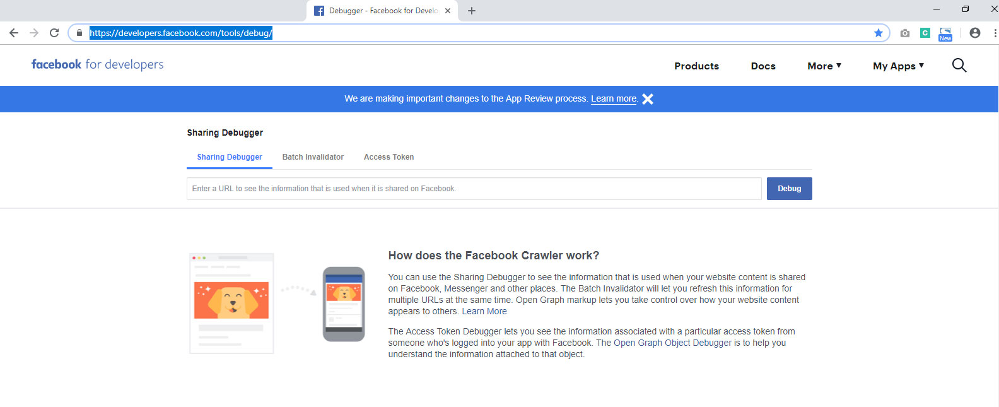 Debugger - Facebook for Develo
https://developers.facebook.com/tools/debug/
C
New
facebook for developers
Products Docs More ▼ My Apps ▼
We are making important changes to the App Review process. Learn more.
Sharing Debugger
Sharing Debugger Batch Invalidator Access Token
Enter a URL to see the information that is used when it is shared on Facebook.
Debug
How does the Facebook Crawler work?
You can use the Sharing Debugger to see the information that is used when your website content is shared
on Facebook, Messenger and other places. The Batch Invalidator will let you refresh this information for
multiple URLs at the same time. Open Graph markup lets you take control over how your website content
appears to others. Learn More
The Access Token Debugger lets you see the information associated with a particular access token from
someone who's logged into your app with Facebook. The Open Graph Object Debugger is to help you
understand the information attached to that object.